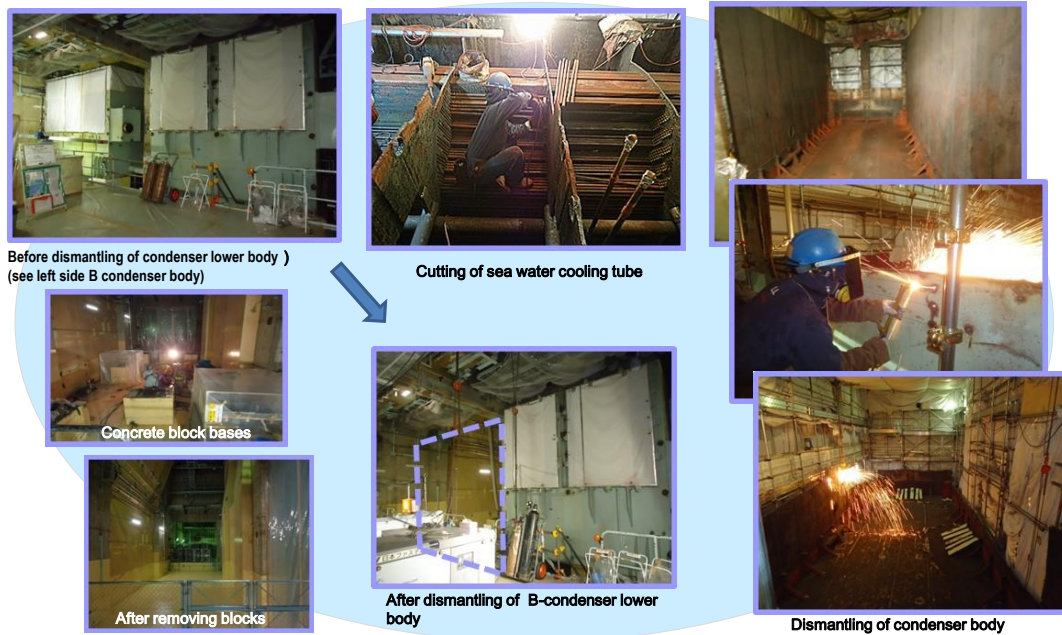 Before dismantling of condenser lower body )
(see left side B condenser body)
Cutting of sea water cooling tube
Concrete block bases
After removing blocks
After dismantling of B-condenser lower
body
Dismantling of condenser body